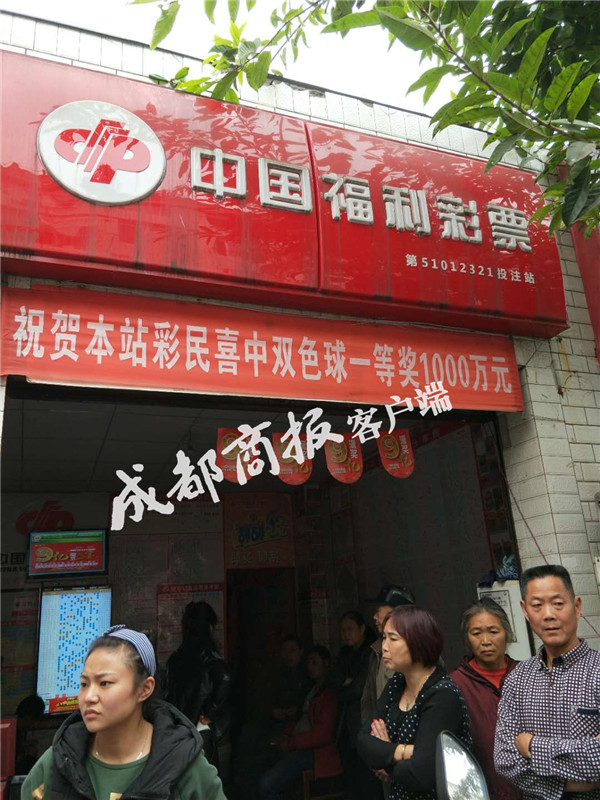 中国福利彩票
第51012321投注站
祝贺本站彩民喜中双色球一等奖1000万元
成都商报客户端
中国